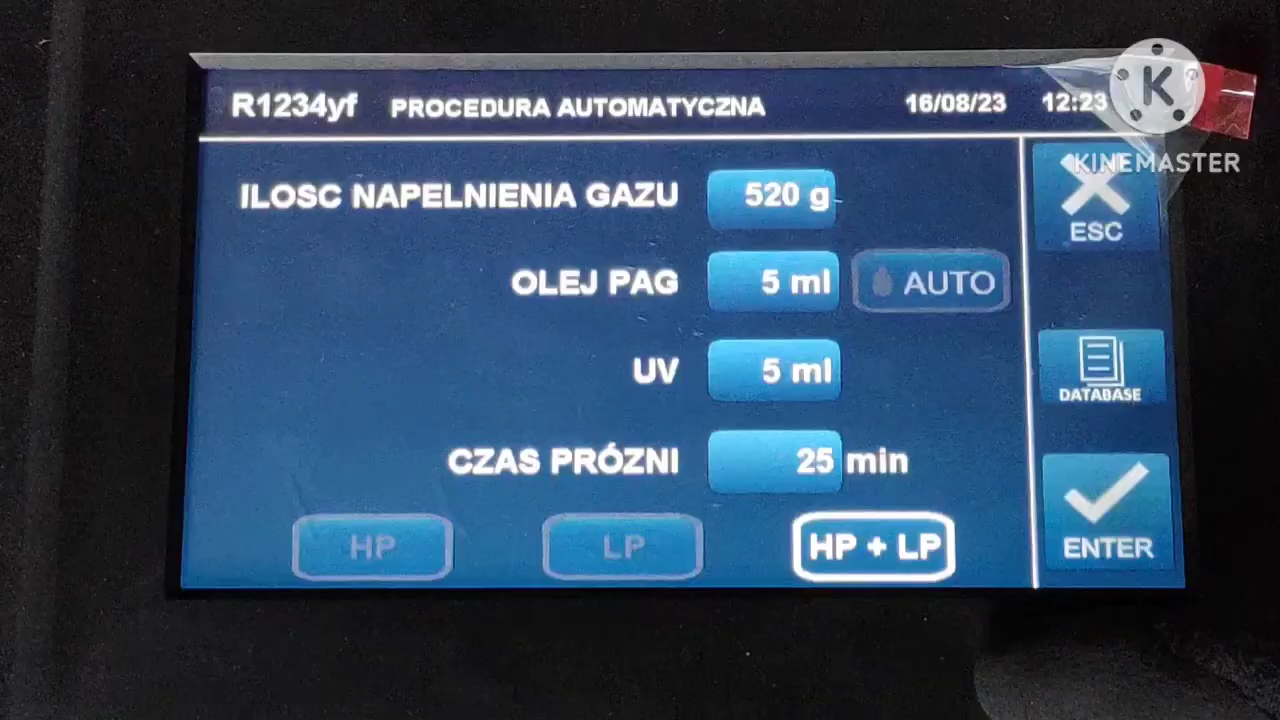 R1234yf PROCEDURA AUTOMATYCZNA 16/08/23 12:23
K
KINEMASTER
ILOSC NAPELNIENIA GAZU 520 g
ESC
OLEJ PAG 5 ml AUTO
UV 5 ml
DATABASE
CZAS PRÓZNI 25 min
HP LP HP + LP
ENTER